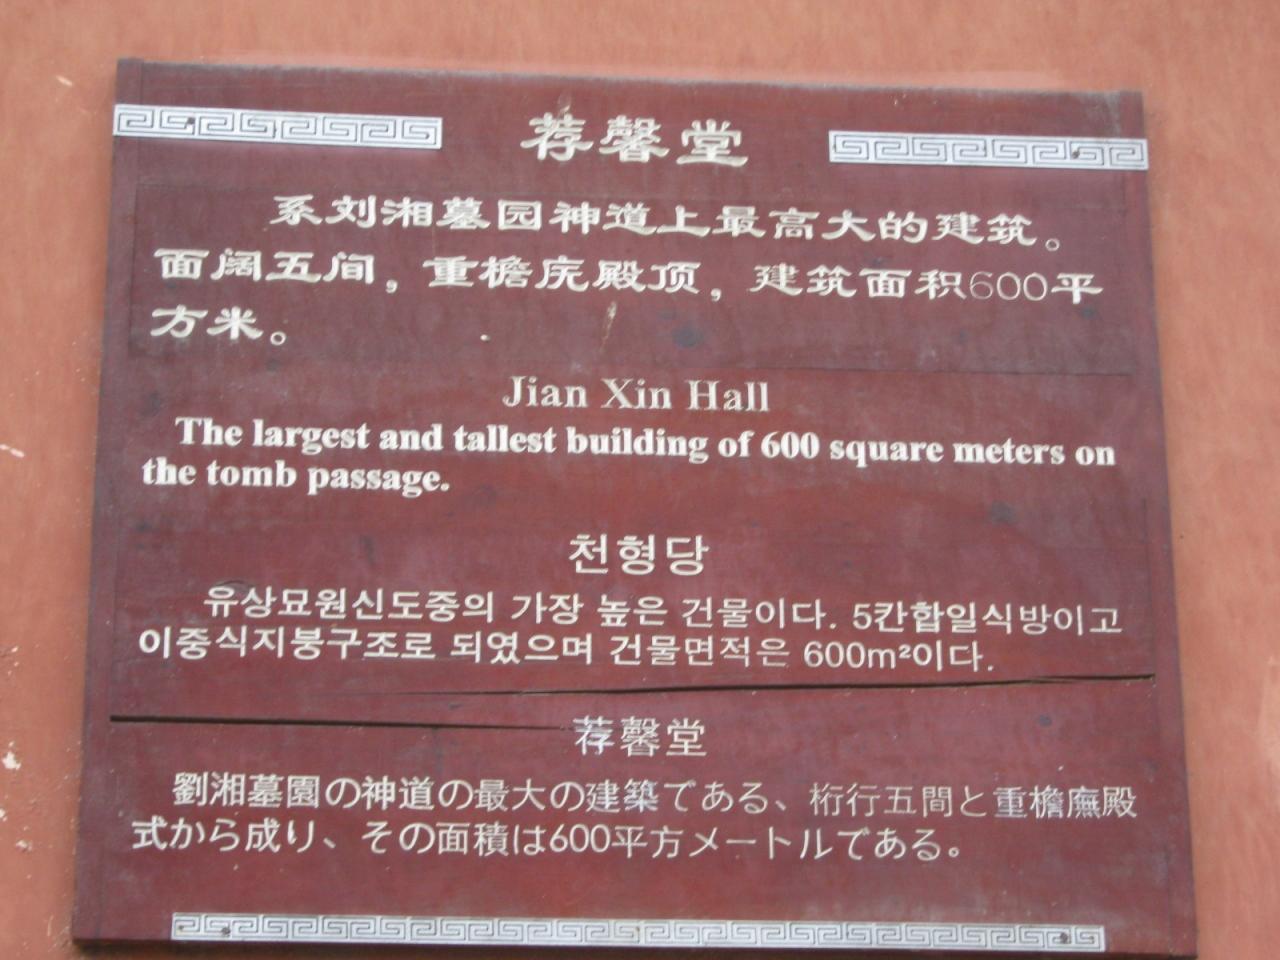 荐馨堂
系刘湘墓园神道上最高大的建筑。
面阔五间，重檐庑殿顶，建筑面积600平
方米。
Jian Xin Hall
The largest and tallest building of 600 square meters on
the tomb passage.
천형당
유상묘원신도중의 가장 높은 건물이다. 5칸합일식방이고
이중식지붕구조로 되였으며 건물면적은 600m²이다.
荐馨堂
劉湘墓園の神道の最大の建築である、桁行五間と重檐廡殿
式から成り、その面積は600平方メートルである。